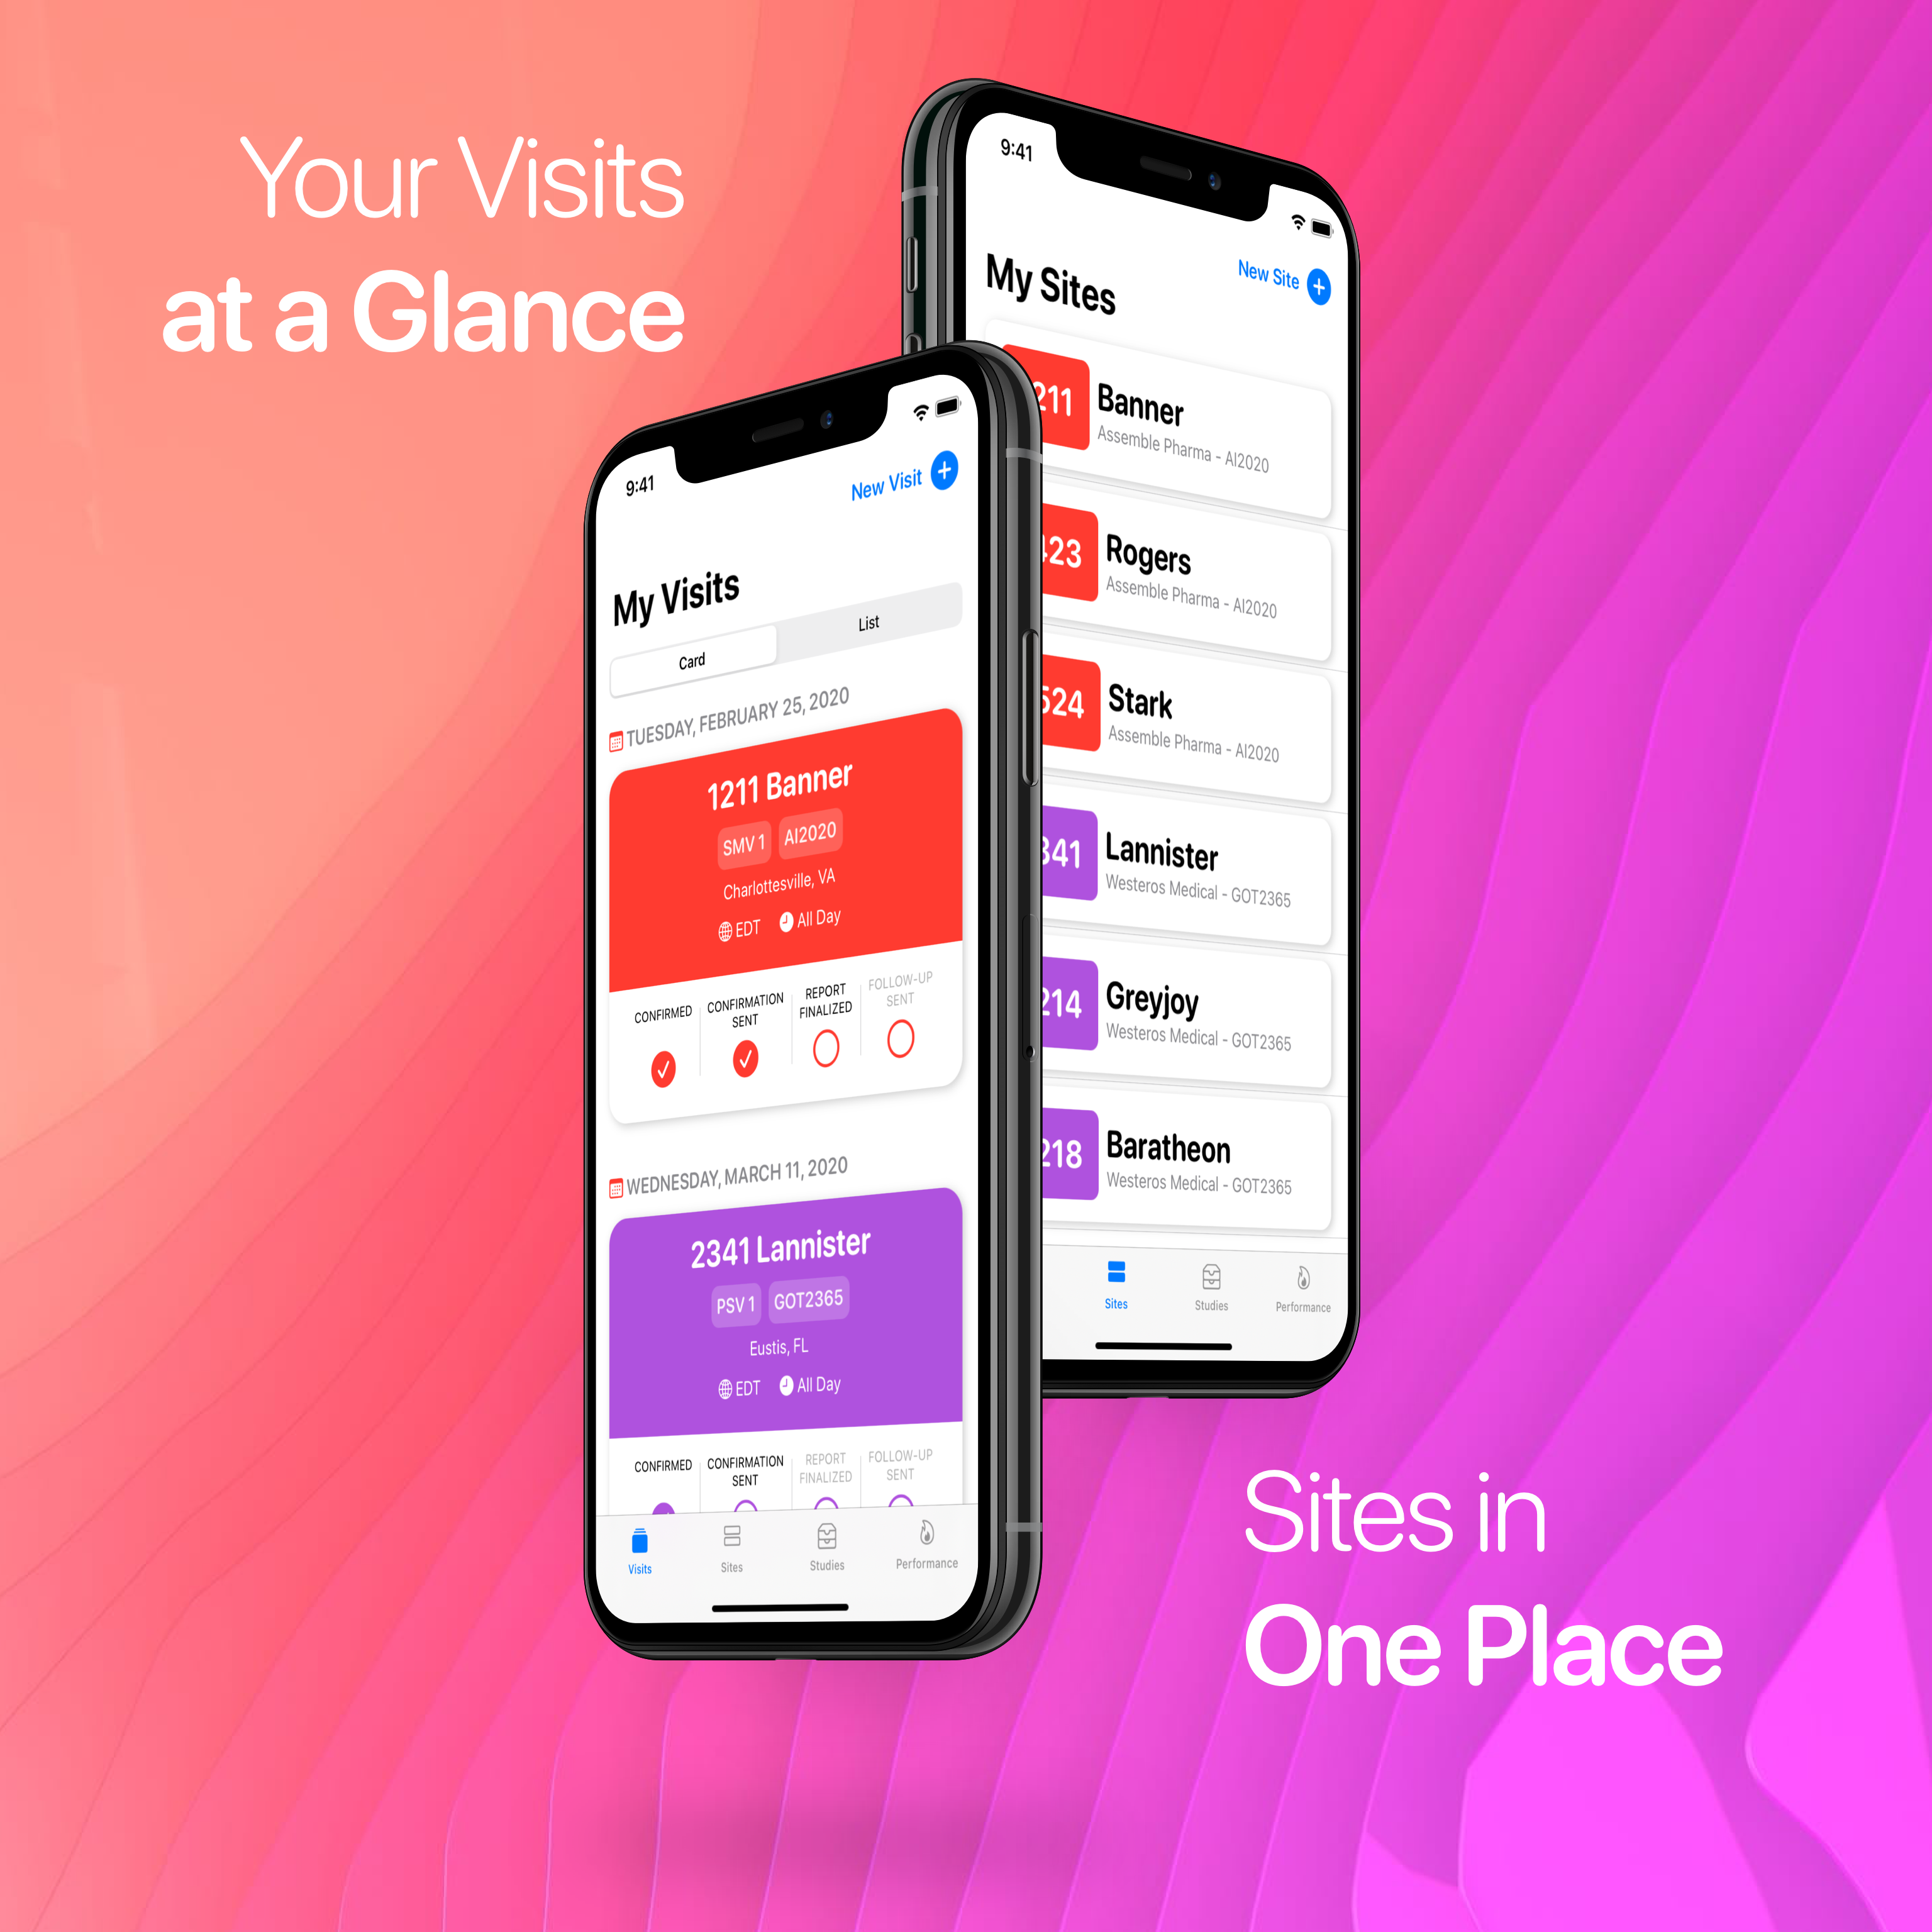 Your Visits
at a Glance
9:41
New Visit
My Visits
Card
List
TUESDAY, FEBRUARY 25, 2020
1211 Banner
SMV 1
AI2020
Charlottesville, VA
EDT
All Day
CONFIRMED
CONFIRMATION
SENT
REPORT
FINALIZED
FOLLOW-UP
SENT
WEDNESDAY, MARCH 11, 2020
2341 Lannister
PSV 1
GOT2365
Eustis, FL
EDT
All Day
CONFIRMED
CONFIRMATION
SENT
REPORT
FINALIZED
FOLLOW-UP
SENT
Visits
Sites
Studies
Performance
9:41
New Site
My Sites
211
Banner
Assemble Pharma - AI2020
23
Rogers
Assemble Pharma - AI2020
524
Stark
Assemble Pharma - AI2020
341
Lannister
Westeros Medical - GOT2365
214
Greyjoy
Westeros Medical - GOT2365
218
Baratheon
Westeros Medical - GOT2365
Sites
Studies
Performance
Sites in
One Place